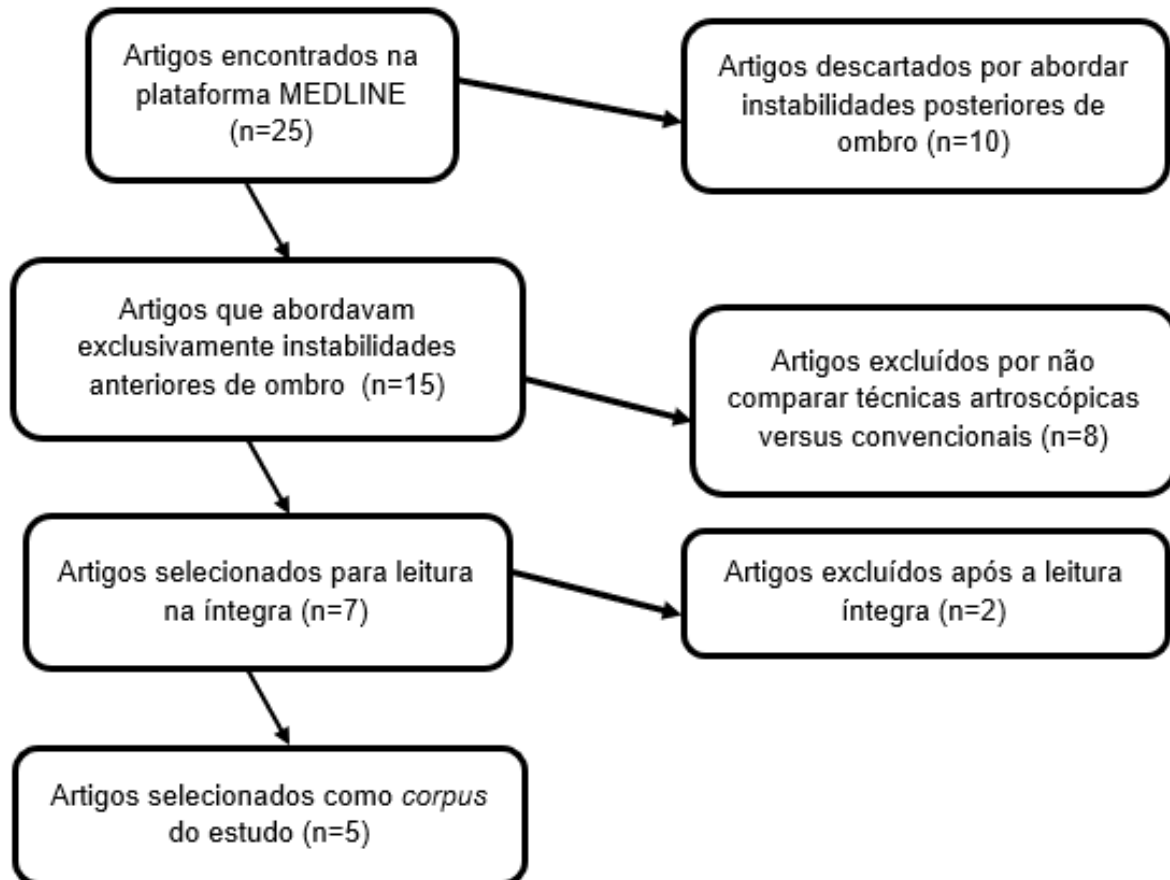 Artigos encontrados na
plataforma MEDLINE
(n=25)
Artigos descartados por abordar
instabilidades posteriores de
ombro (n=10)
Artigos que abordavam
exclusivamente instabilidades
anteriores de ombro (n=15)
Artigos excluídos por não
comparar técnicas artroscópicas
versus convencionais (n=8)
Artigos selecionados para leitura
na íntegra (n=7)
Artigos excluídos após a leitura
íntegra (n=2)
Artigos selecionados como corpus
do estudo (n=5)